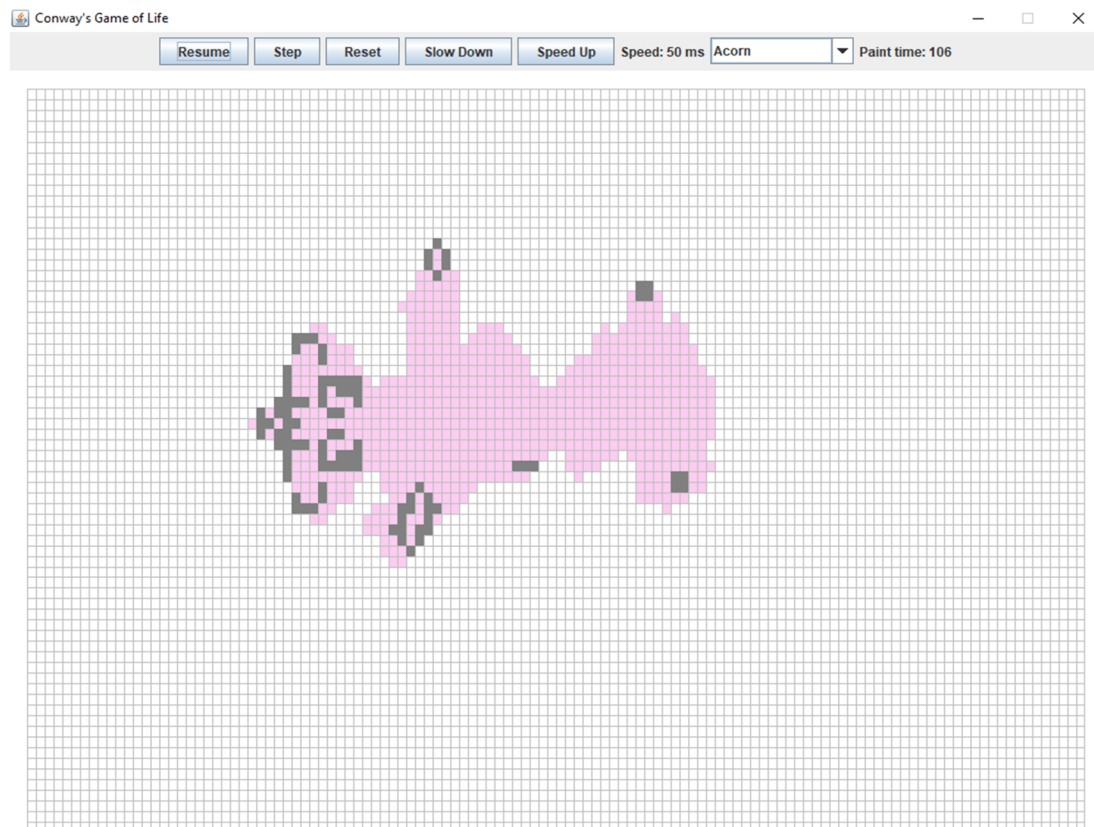 Conway's Game of Life
Resume Step Reset Slow Down Speed Up Speed: 50 ms Acorn Paint time: 106